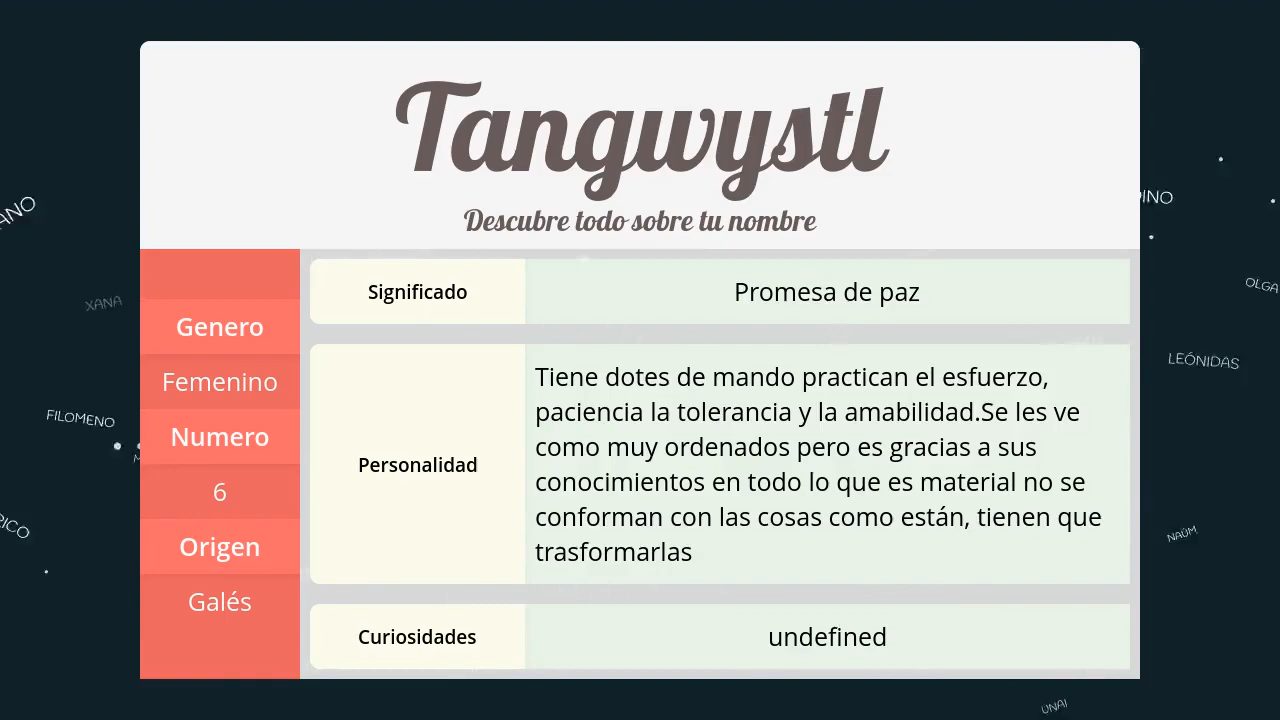 Tangwystl
Descubre todo sobre tu nombre
Genero
Femenino
Numero
6
Origen
Galés
Significado
Promesa de paz
Personalidad
Tiene dotes de mando practican el esfuerzo,
paciencia la tolerancia y la amabilidad.Se les ve
como muy ordenados pero es gracias a sus
conocimientos en todo lo que es material no se
conforman con las cosas como están, tienen que
trasformarlas
Curiosidades
undefined
XANA
FILOMENO
OLGA
LEÓNIDAS
NAÚM
UNAI